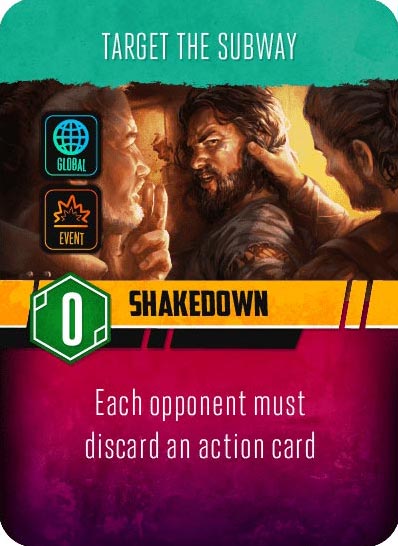 TARGET THE SUBWAY
GLOBAL
EVENT
0
SHAKEDOWN
Each opponent must
discard an action card